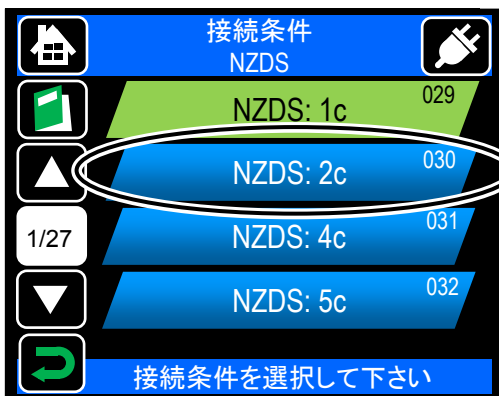 接続条件
NZDS
NZDS: 1c 029
NZDS: 2c 030
1/27
NZDS: 4c 031
NZDS: 5c 032
接続条件を選択して下さい